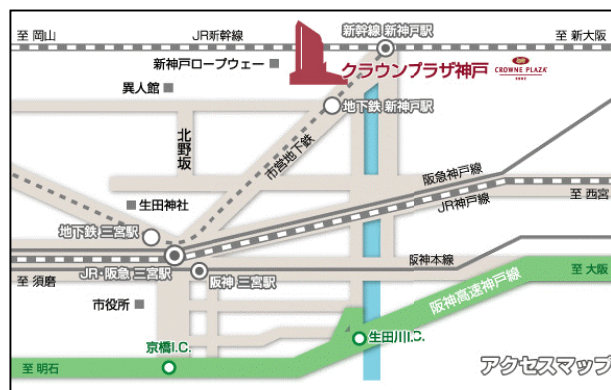 至 岡山
JR新幹線
新幹線 新神戸駅
至 新大阪
新神戸ロープウェー
クラウンプラザ神戸
CROWNE PLAZA
異人館
地下鉄 新神戸駅
北野坂
市営地下鉄
阪急神戸線
JR神戸線
至 西宮
生田神社
地下鉄 三宮駅
JR・阪急 三宮駅
阪神 三宮駅
阪神本線
至 須磨
至 大阪
阪神高速神戸線
市役所
生田川I.C.
京橋I.C.
至 明石
アクセスマップ